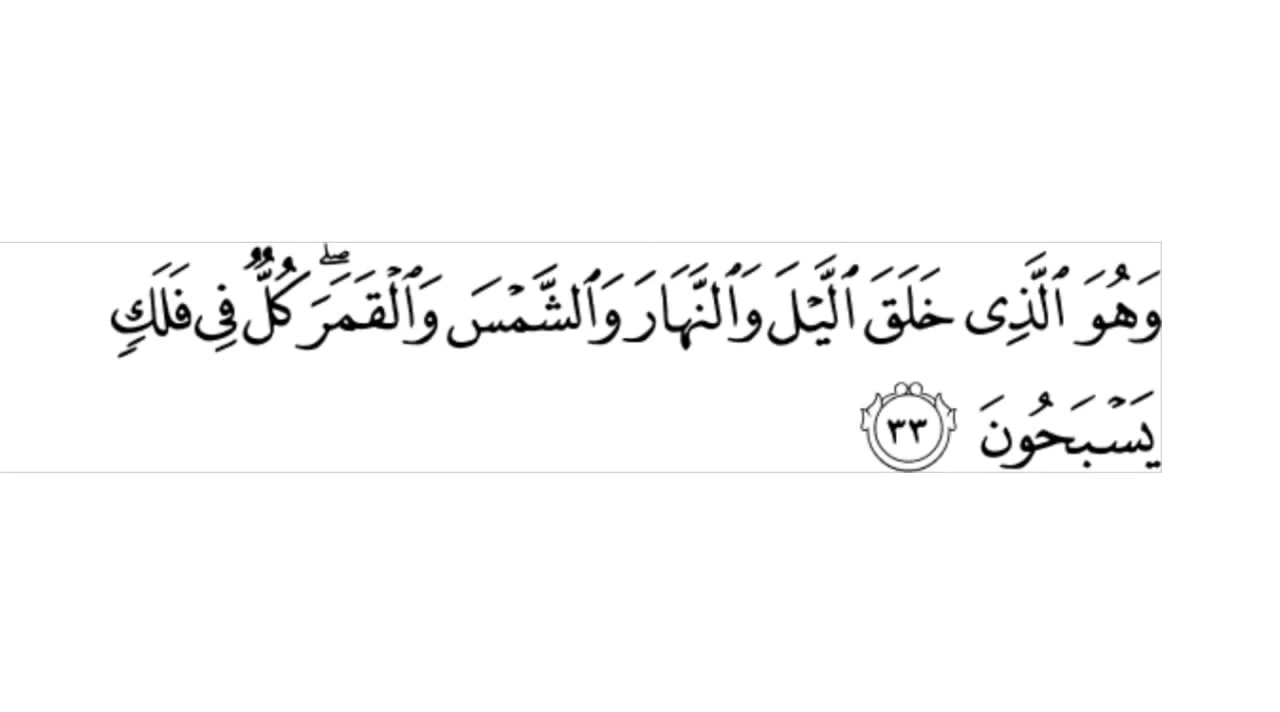 وَهُوَ ٱلَّذِى خَلَقَ ٱلَّيْلَ وَٱلنَّهَارَ وَٱلشَّمْسَ وَٱلْقَمَرَ ۖ كُلٌّ فِى فَلَكٍ
يَسْبَحُونَ ٣٣